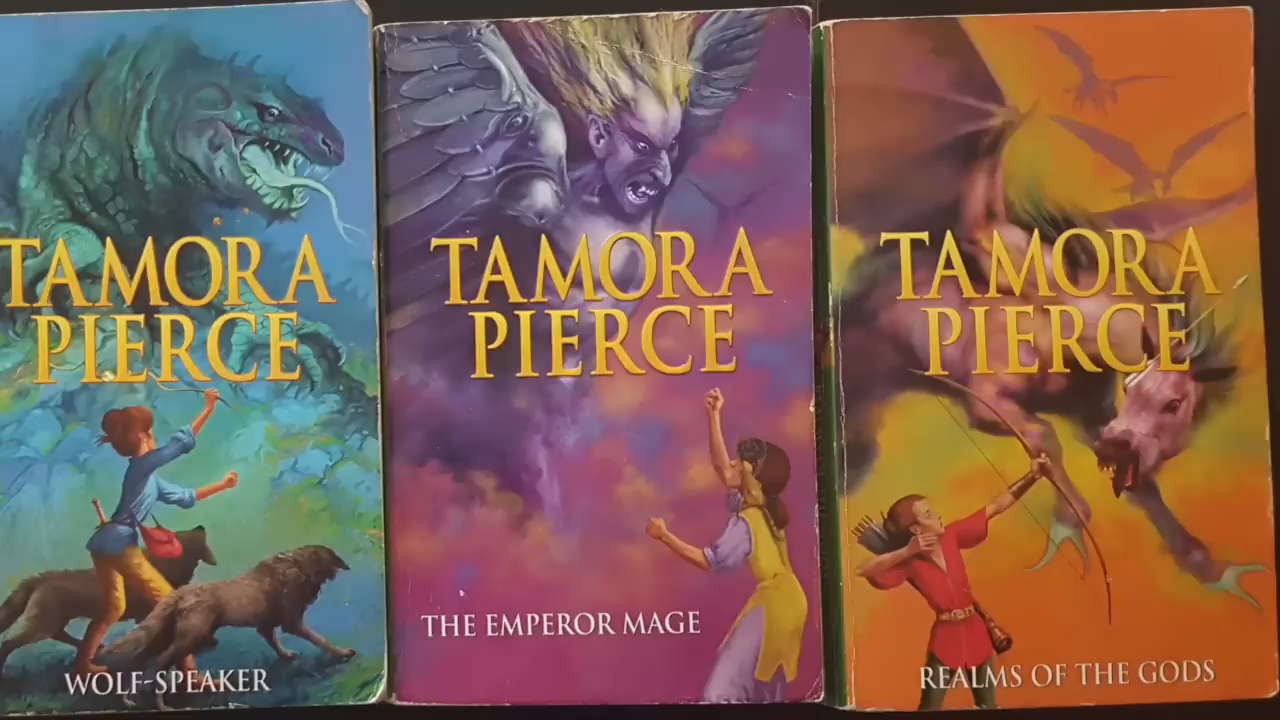 TAMORA
PIERCE
WOLF-SPEAKER
TAMORA
PIERCE
THE EMPEROR MAGE
TAMORA
PIERCE
REALMS OF THE GODS